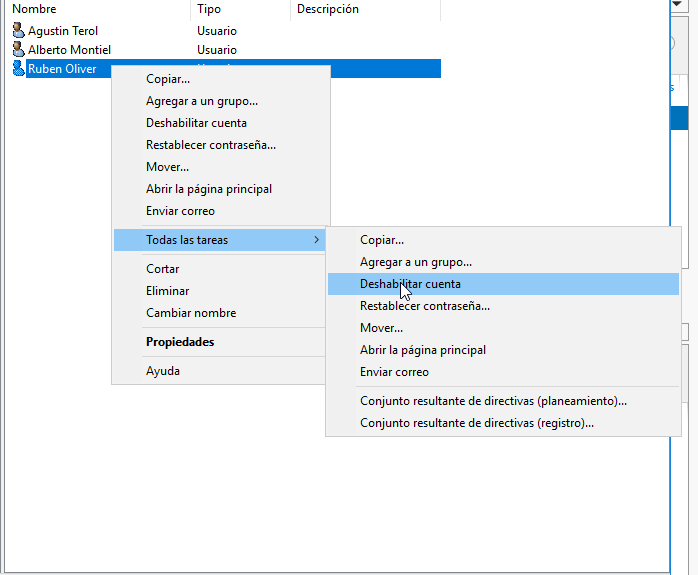 Nombre Tipo Descripción
Agustin Terol Usuario
Alberto Montiel Usuario
Ruben Oliver
Copiar...
Agregar a un grupo...
Deshabilitar cuenta
Restablecer contraseña...
Mover...
Abrir la página principal
Enviar correo
Todas las tareas
Cortar
Eliminar
Cambiar nombre
Propiedades
Ayuda
Copiar...
Agregar a un grupo...
Deshabilitar cuenta
Restablecer contraseña...
Mover...
Abrir la página principal
Enviar correo
Conjunto resultante de directivas (planeamiento)...
Conjunto resultante de directivas (registro)...